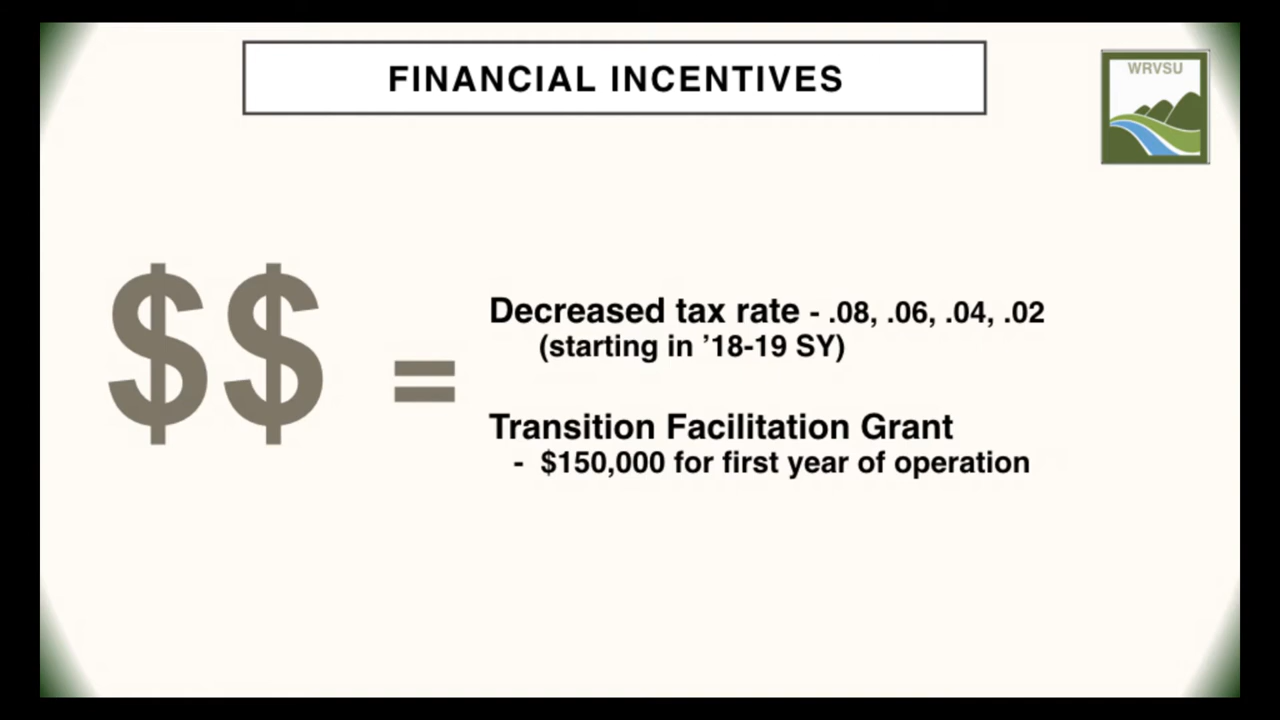 FINANCIAL INCENTIVES
WRVSU
$$ =
Decreased tax rate - .08, .06, .04, .02
(starting in ’18-19 SY)
Transition Facilitation Grant
- $150,000 for first year of operation